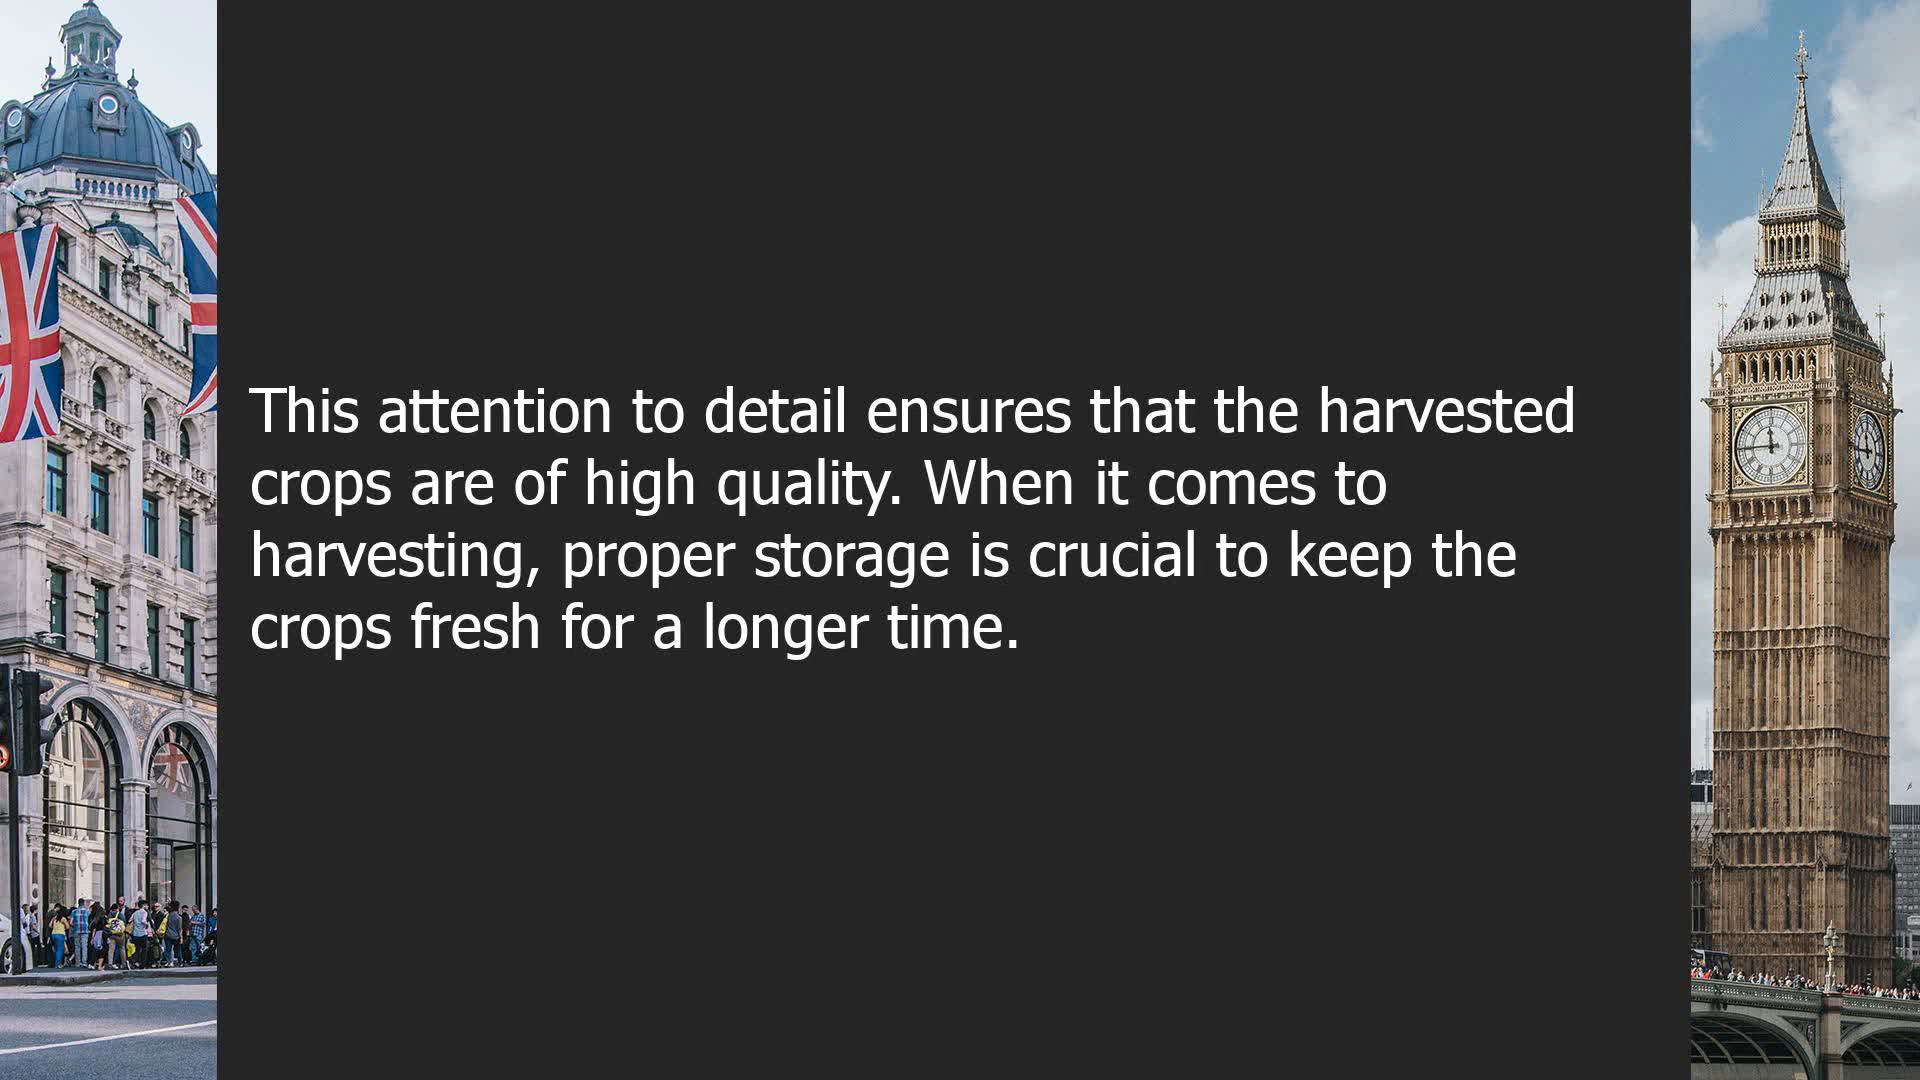 This attention to detail ensures that the harvested
crops are of high quality. When it comes to
harvesting, proper storage is crucial to keep the
crops fresh for a longer time.